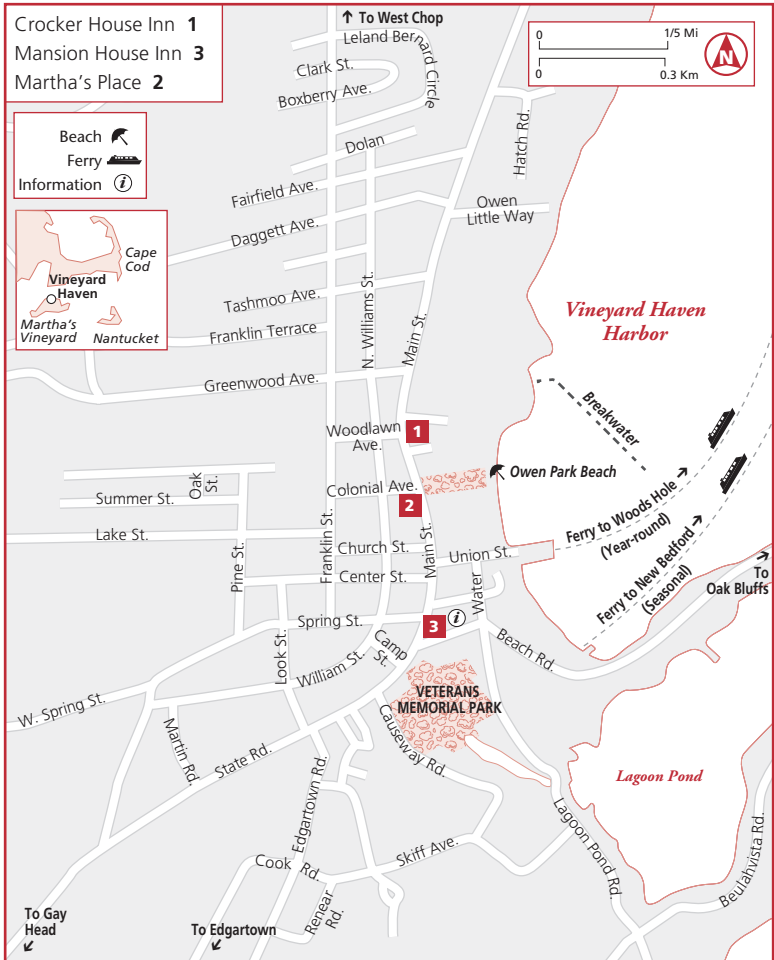 Crocker House Inn 1
Mansion House Inn 3
Martha's Place 2
↑ To West Chop
0 1/5 Mi
0 0.3 Km
N
Beach
Ferry
Information i
Cape
Cod
Vineyard
Haven
Martha's
Vineyard
Nantucket
Leland Bernard Circle
Clark St.
Boxberry Ave.
Dolan
Hatch Rd.
Fairfield Ave.
Owen
Little Way
Daggett Ave.
N. Williams St.
Tashmoo Ave.
Main St.
Franklin Terrace
Vineyard Haven
Harbor
Greenwood Ave.
Breakwater
Woodlawn
Ave.
1
Oak
St.
Owen Park Beach
Summer St.
Colonial Ave.
2
Ferry to Woods Hole
(Year-round)
Lake St.
Franklin St.
Church St.
Main St.
Union St.
Pine St.
Center St.
Water
Ferry to New Bedford
(Seasonal)
To
Oak Bluffs
Spring St.
3
i
Look St.
Camp
St.
Beach Rd.
William St.
VETERANS
MEMORIAL PARK
W. Spring St.
Martin Rd.
State Rd.
Causeway Rd.
Lagoon Pond
Edgartown Rd.
Lagoon Pond Rd.
Skiff Ave.
Cook Rd.
Renear
Rd.
Beulahvista Rd.
To Gay
Head
To Edgartown